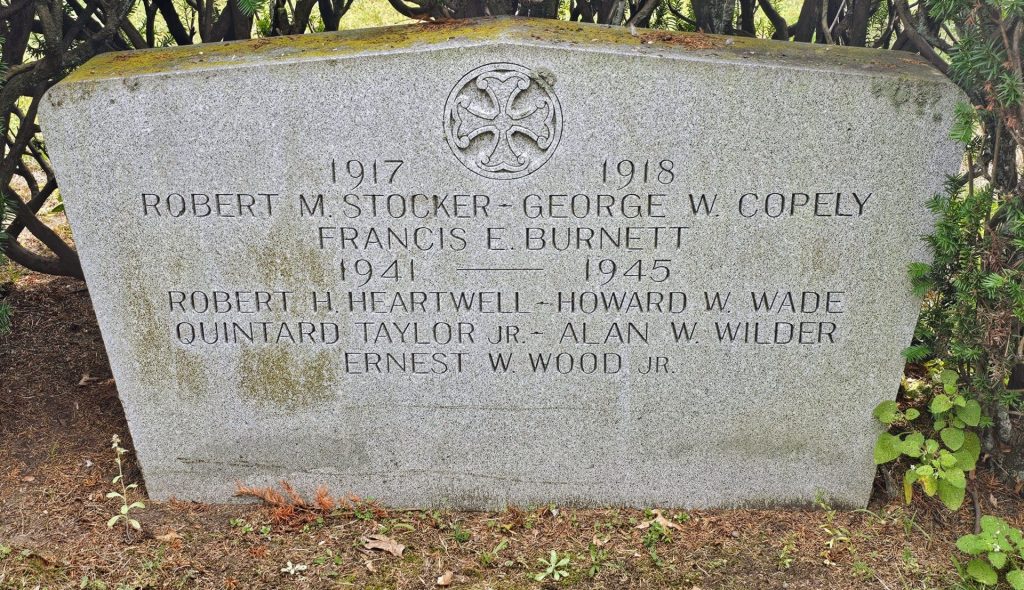 1917 1918
ROBERT M. STOCKER - GEORGE W. COPELY
FRANCIS E. BURNETT
1941 — 1945
ROBERT H. HEARTWELL - HOWARD W. WADE
QUINTARD TAYLOR JR. - ALAN W. WILDER
ERNEST W. WOOD JR.